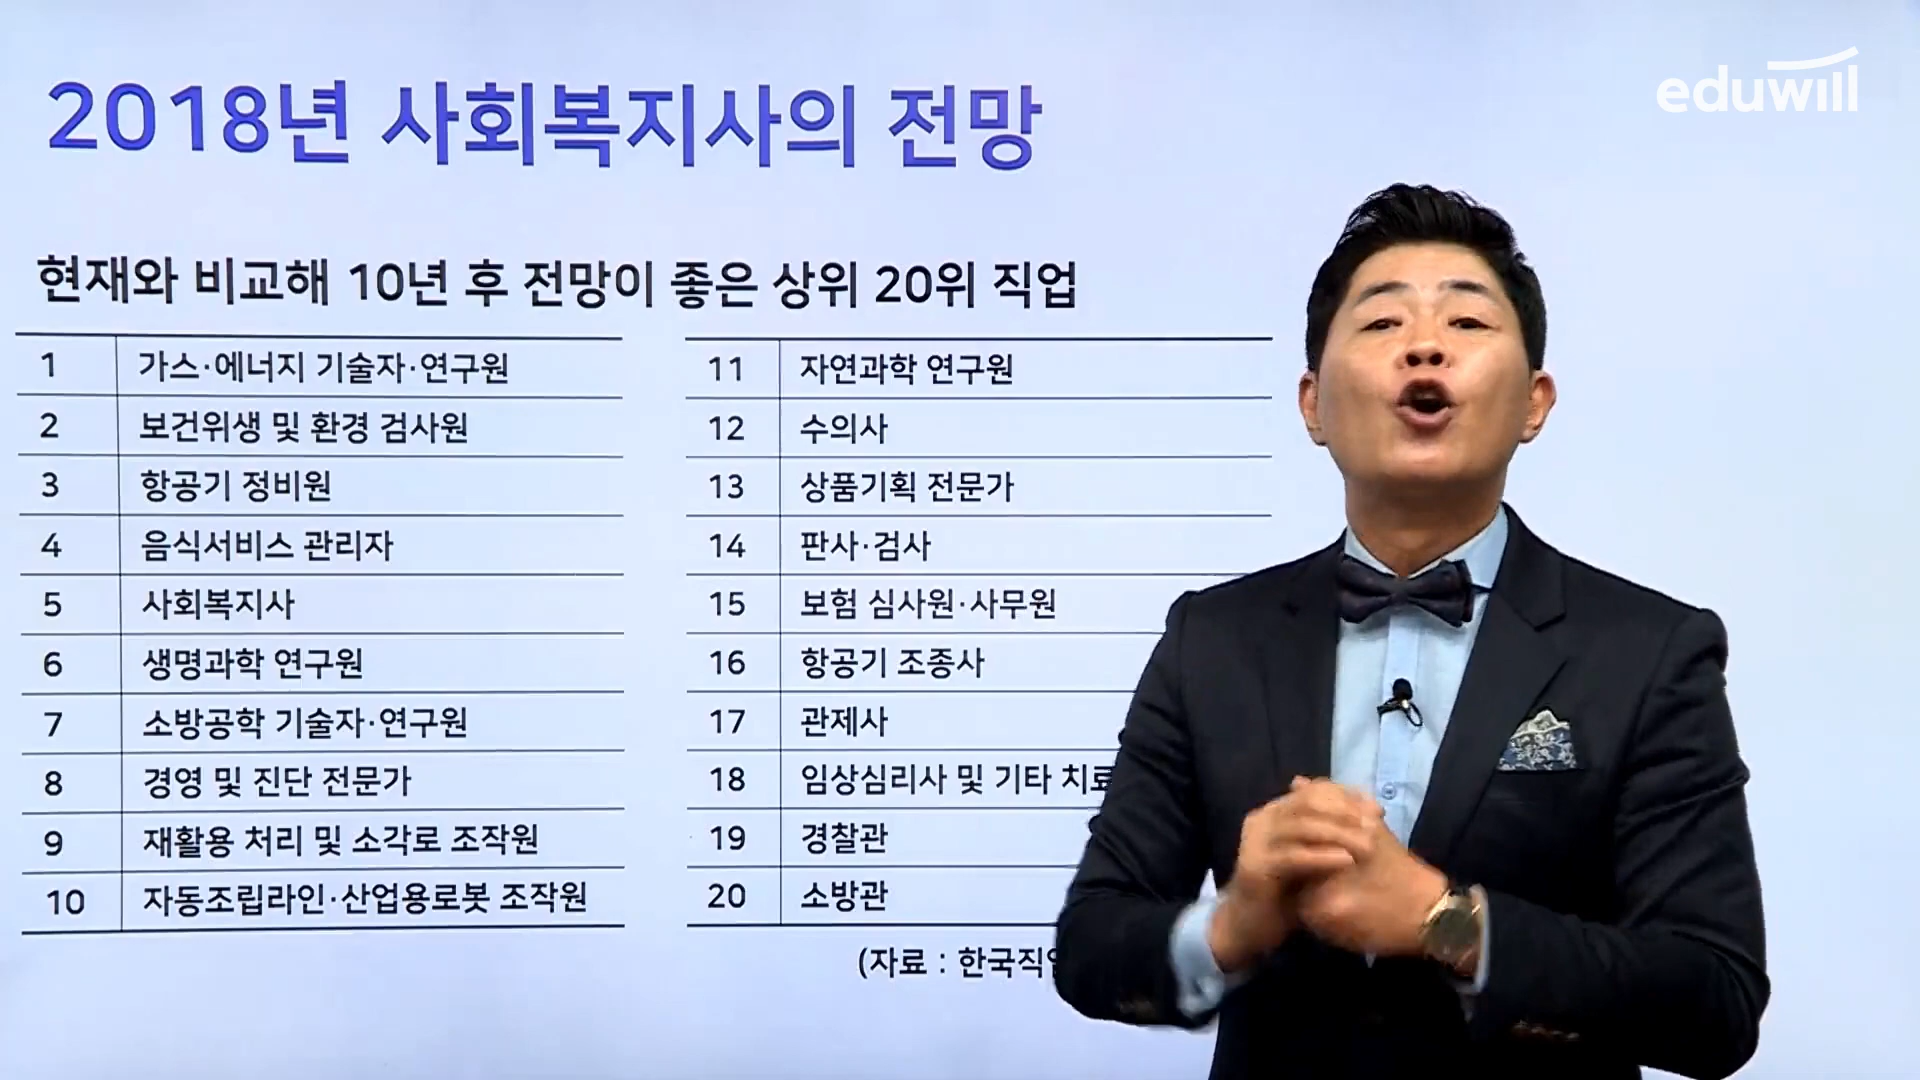 eduwill
2018년 사회복지사의 전망
현재와 비교해 10년 후 전망이 좋은 상위 20위 직업
1 가스·에너지 기술자·연구원
2 보건위생 및 환경 검사원
3 항공기 정비원
4 음식서비스 관리자
5 사회복지사
6 생명과학 연구원
7 소방공학 기술자·연구원
8 경영 및 진단 전문가
9 재활용 처리 및 소각로 조작원
10 자동조립라인·산업용로봇 조작원
11 자연과학 연구원
12 수의사
13 상품기획 전문가
14 판사·검사
15 보험 심사원·사무원
16 항공기 조종사
17 관제사
18 임상심리사 및 기타
19 경찰관
20 소방관
(자료 :